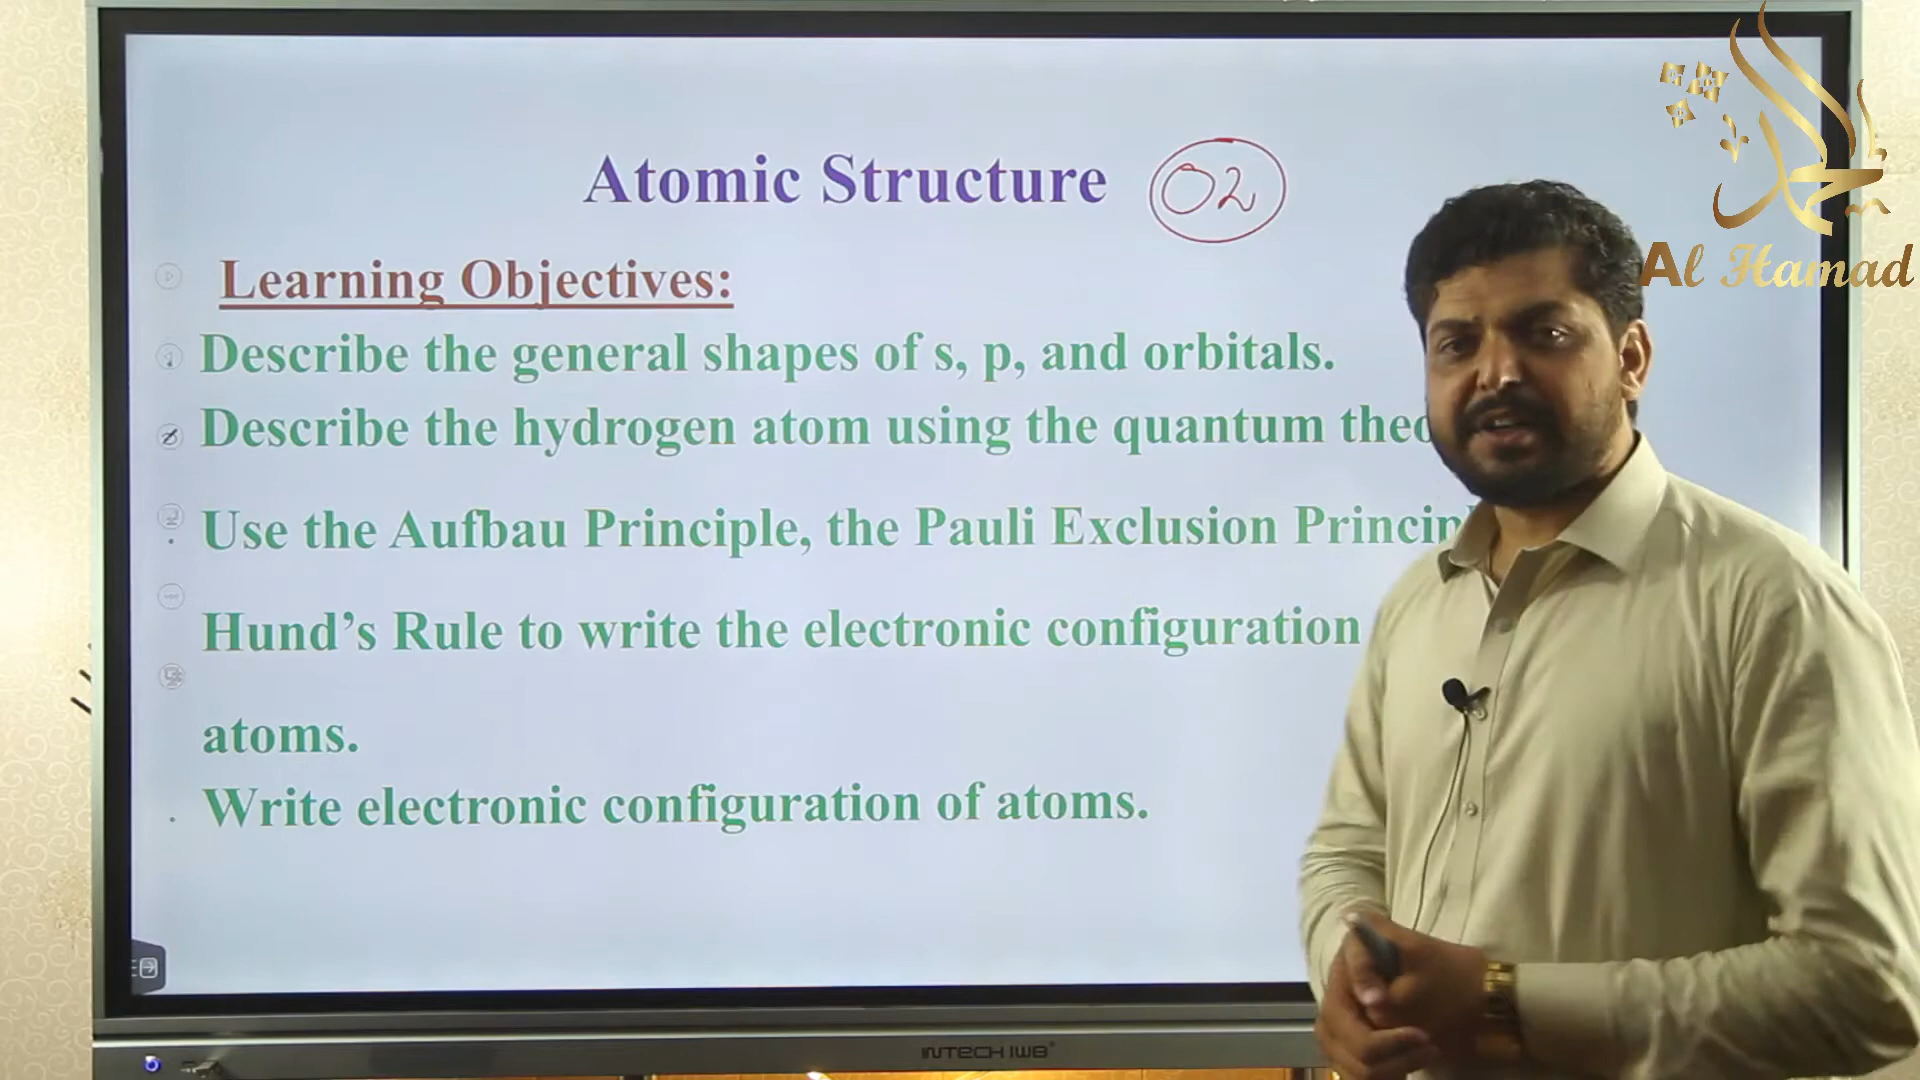 Atomic Structure 02
Al Hamad
Learning Objectives:
Describe the general shapes of s, p, and orbitals.
Describe the hydrogen atom using the quantum
Use the Aufbau Principle, the Pauli Exclusion
Hund’s Rule to write the electronic configuration
atoms.
Write electronic configuration of atoms.
INTECH IWB